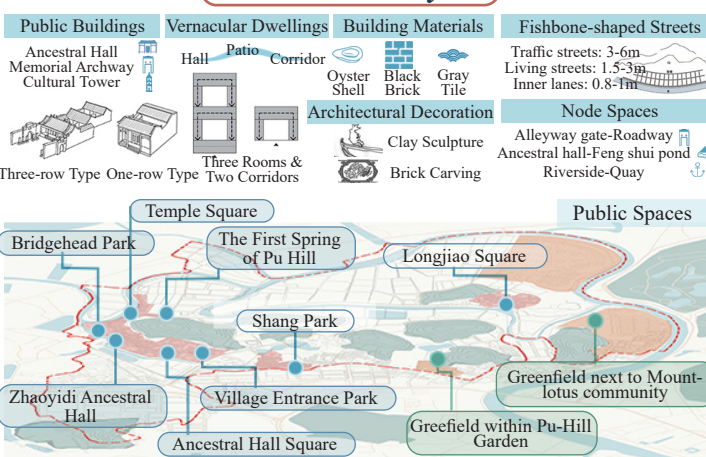 Public Buildings
Ancestral Hall
Memorial Archway
Cultural Tower
Three-row Type
One-row Type
Vernacular Dwellings
Hall
Patio
Corridor
Three Rooms &
Two Corridors
Building Materials
Oyster
Shell
Black
Brick
Gray
Tile
Architectural Decoration
Clay Sculpture
Brick Carving
Fishbone-shaped Streets
Traffic streets: 3-6m
Living streets: 1.5-3m
Inner lanes: 0.8-1m
Node Spaces
Alleyway gate-Roadway
Ancestral hall-Feng shui pond
Riverside-Quay
Public Spaces
Temple Square
Bridgehead Park
The First Spring
of Pu Hill
Longjiao Square
Shang Park
Zhaoyidi Ancestral
Hall
Village Entrance Park
Ancestral Hall Square
Greenfield next to Mount-
lotus community
Greefield within Pu-Hill
Garden